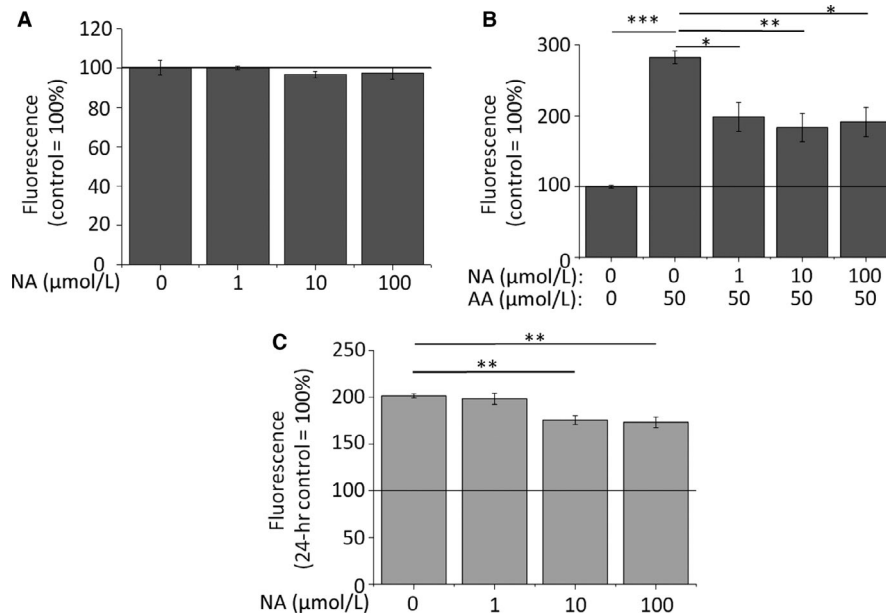 A
120
100
80
60
40
20
0
Fluorescence
(control = 100%)
NA (µmol/L) 0 1 10 100
B
*
*** **
*
300
200
100
0
Fluorescence
(control = 100%)
NA (µmol/L): 0 0 1 10 100
AA (µmol/L): 0 50 50 50 50
C
**
**
250
200
150
100
50
0
Fluorescence
(24-hr control = 100%)
NA (µmol/L) 0 1 10 100